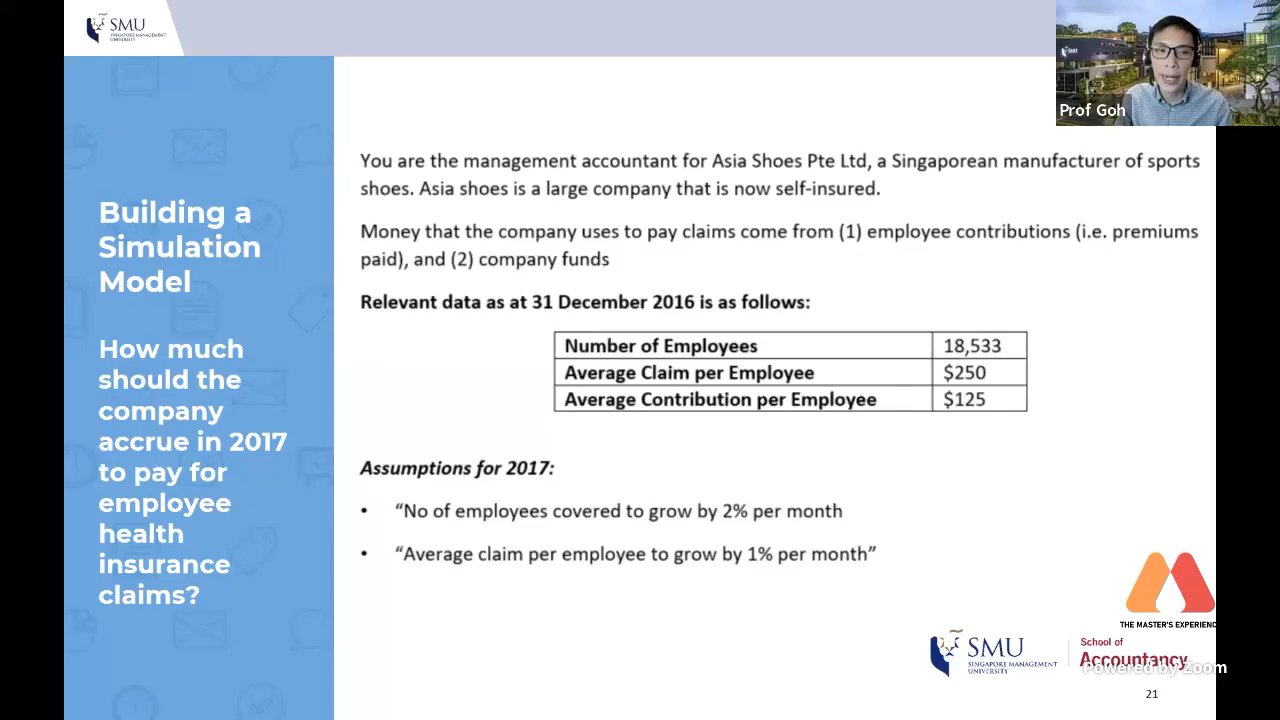 SMU
SINGAPORE MANAGEMENT
UNIVERSITY
SMU
Prof Goh
Building a
Simulation
Model
How much
should the
company
accrue in 2017
to pay for
employee
health
insurance
claims?
You are the management accountant for Asia Shoes Pte Ltd, a Singaporean manufacturer of sports
shoes. Asia shoes is a large company that is now self-insured.
Money that the company uses to pay claims come from (1) employee contributions (i.e. premiums
paid), and (2) company funds
Relevant data as at 31 December 2016 is as follows:
Number of Employees 18,533
Average Claim per Employee $250
Average Contribution per Employee $125
Assumptions for 2017:
• “No of employees covered to grow by 2% per month
• “Average claim per employee to grow by 1% per month”
THE MASTER'S EXPERIENC
SMU
SINGAPORE MANAGEMENT
UNIVERSITY
School of
Accountancy
Powered by Zoom
21